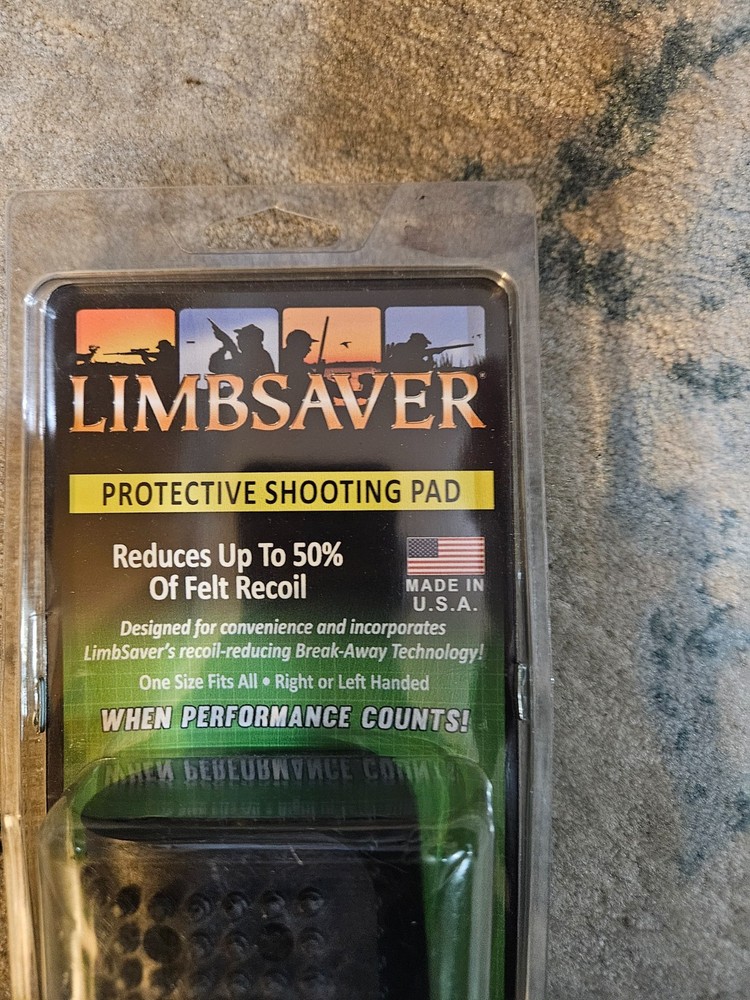 LIMBSAVER®
PROTECTIVE SHOOTING PAD
Reduces Up To 50%
Of Felt Recoil
MADE IN
U.S.A.
Designed for convenience and incorporates
LimbSaver's recoil-reducing Break-Away Technology!
One Size Fits All • Right or Left Handed
WHEN PERFORMANCE COUNTS!